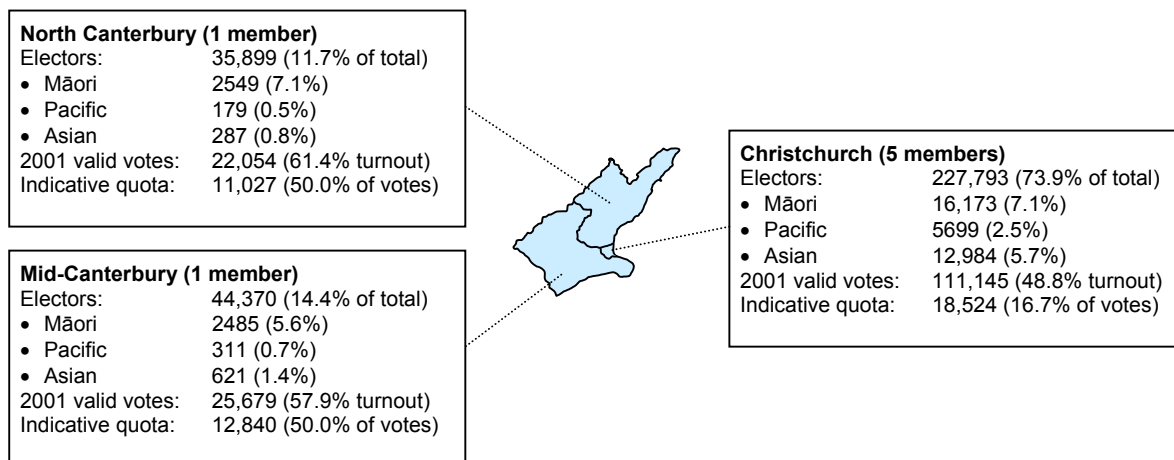 North Canterbury (1 member)
Electors: 35,899 (11.7% of total)
• Māori 2549 (7.1%)
• Pacific 179 (0.5%)
• Asian 287 (0.8%)
2001 valid votes: 22,054 (61.4% turnout)
Indicative quota: 11,027 (50.0% of votes)
Christchurch (5 members)
Electors: 227,793 (73.9% of total)
• Māori 16,173 (7.1%)
• Pacific 5699 (2.5%)
• Asian 12,984 (5.7%)
2001 valid votes: 111,145 (48.8% turnout)
Indicative quota: 18,524 (16.7% of votes)
Mid-Canterbury (1 member)
Electors: 44,370 (14.4% of total)
• Māori 2485 (5.6%)
• Pacific 311 (0.7%)
• Asian 621 (1.4%)
2001 valid votes: 25,679 (57.9% turnout)
Indicative quota: 12,840 (50.0% of votes)